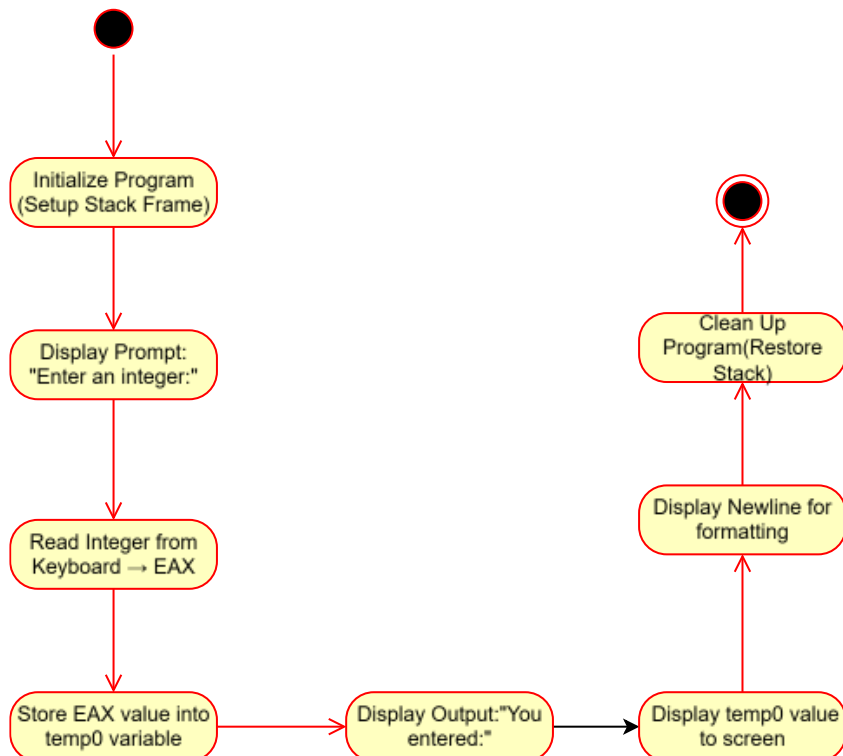 Initialize Program
(Setup Stack Frame)
Display Prompt:
"Enter an integer:"
Read Integer from
Keyboard → EAX
Store EAX value into
temp0 variable
Display Output:"You
entered:"
Display temp0 value
to screen
Display Newline for
formatting
Clean Up
Program(Restore
Stack)